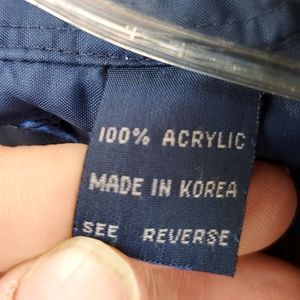 100% ACRYLIC
MADE IN KOREA
SEE REVERSE